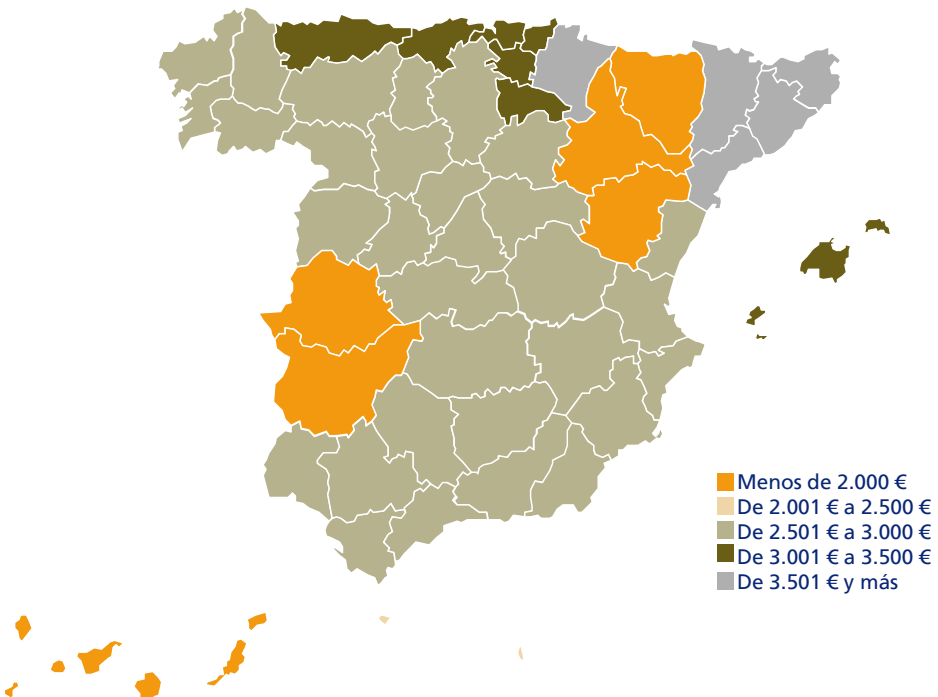 Menos de 2.000 €
De 2.001 € a 2.500 €
De 2.501 € a 3.000 €
De 3.001 € a 3.500 €
De 3.501 € y más